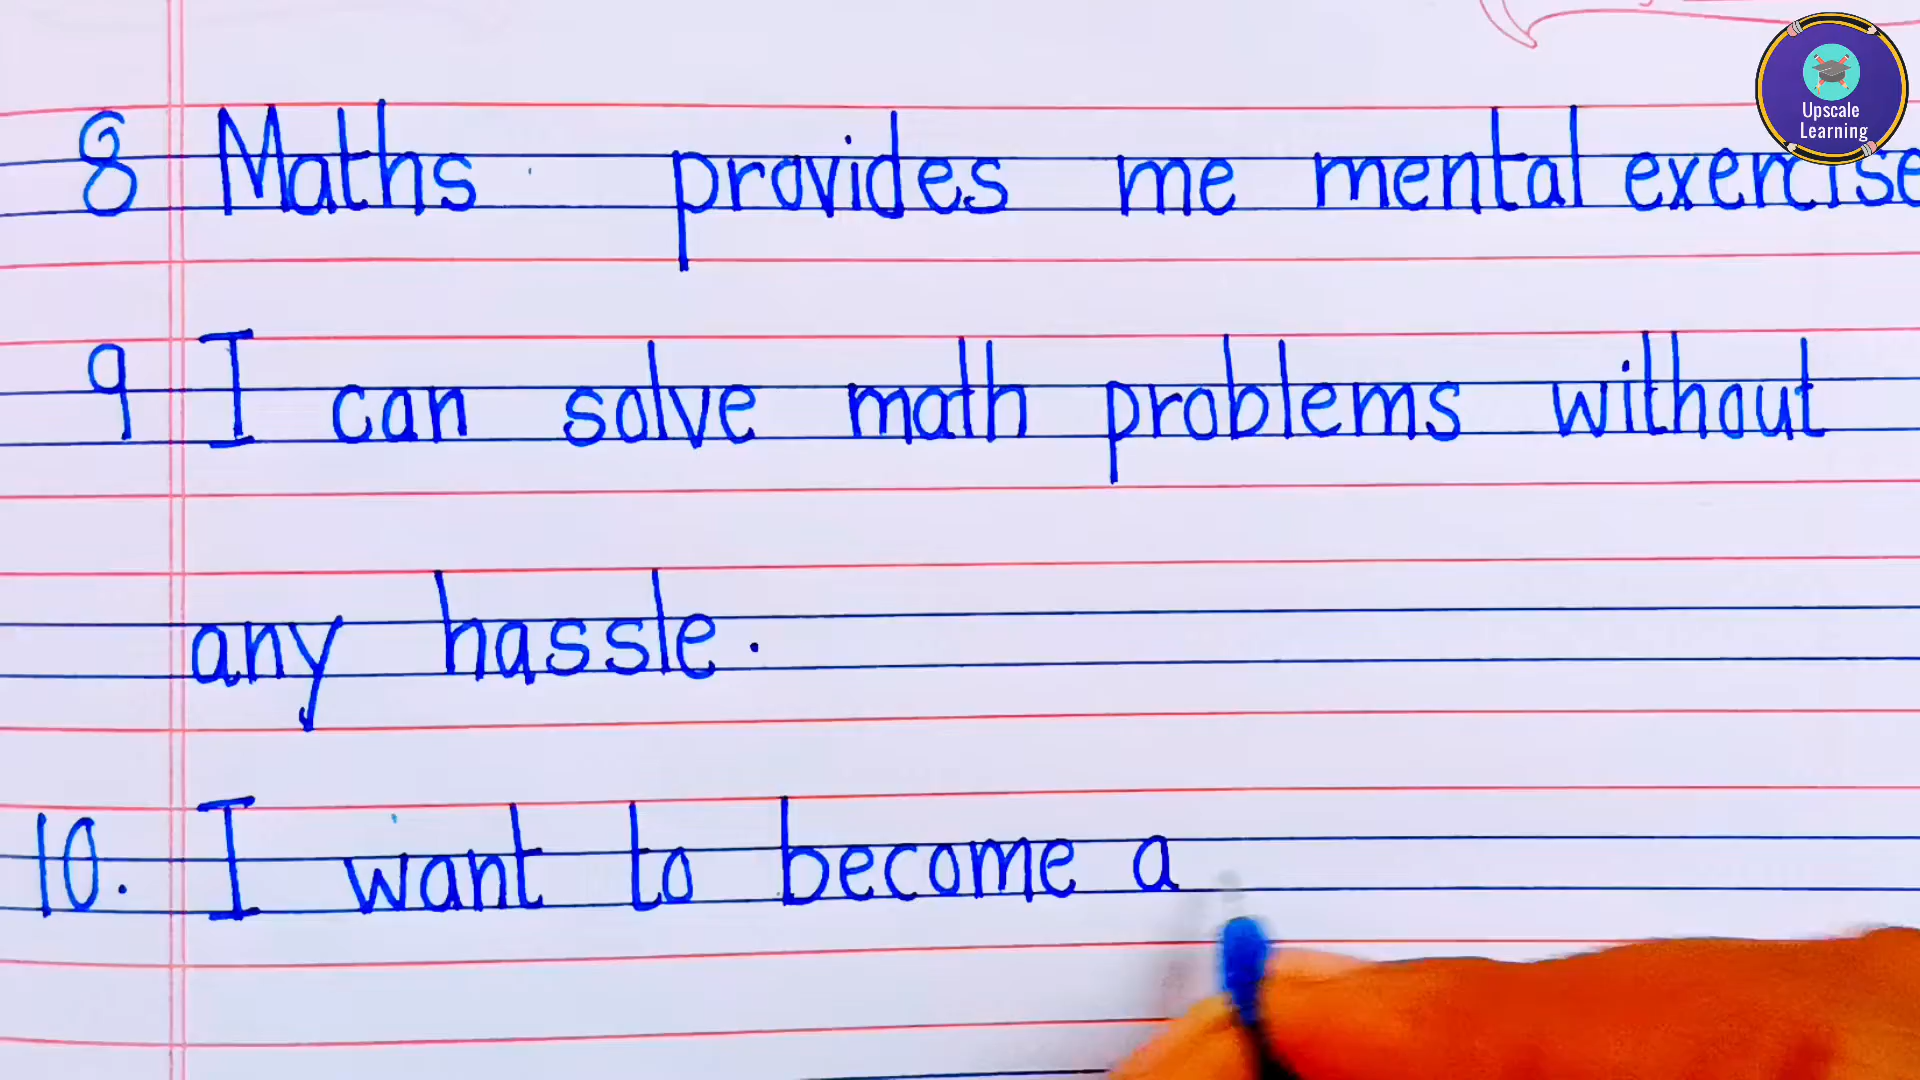 Upscale
Learning
8 Maths provides me mental exercise
9 I can solve math problems without
any hassle.
10. I want to become a